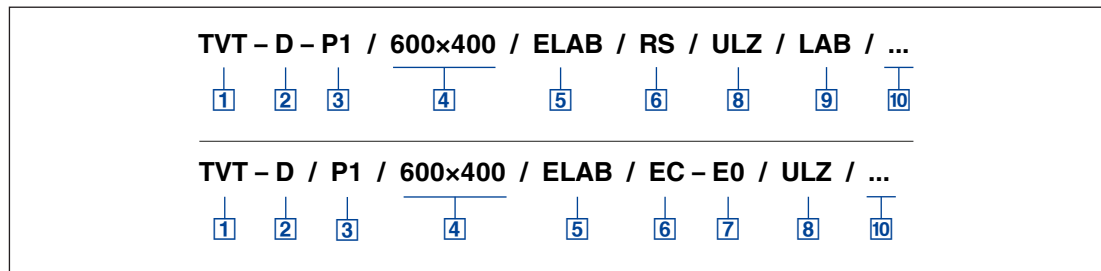 TVT – D – P1 / 600×400 / ELAB / RS / ULZ / LAB / ...
1 2 3 4 5 6 8 9 10
TVT – D / P1 / 600×400 / ELAB / EC – E0 / ULZ / ...
1 2 3 4 5 6 7 8 10